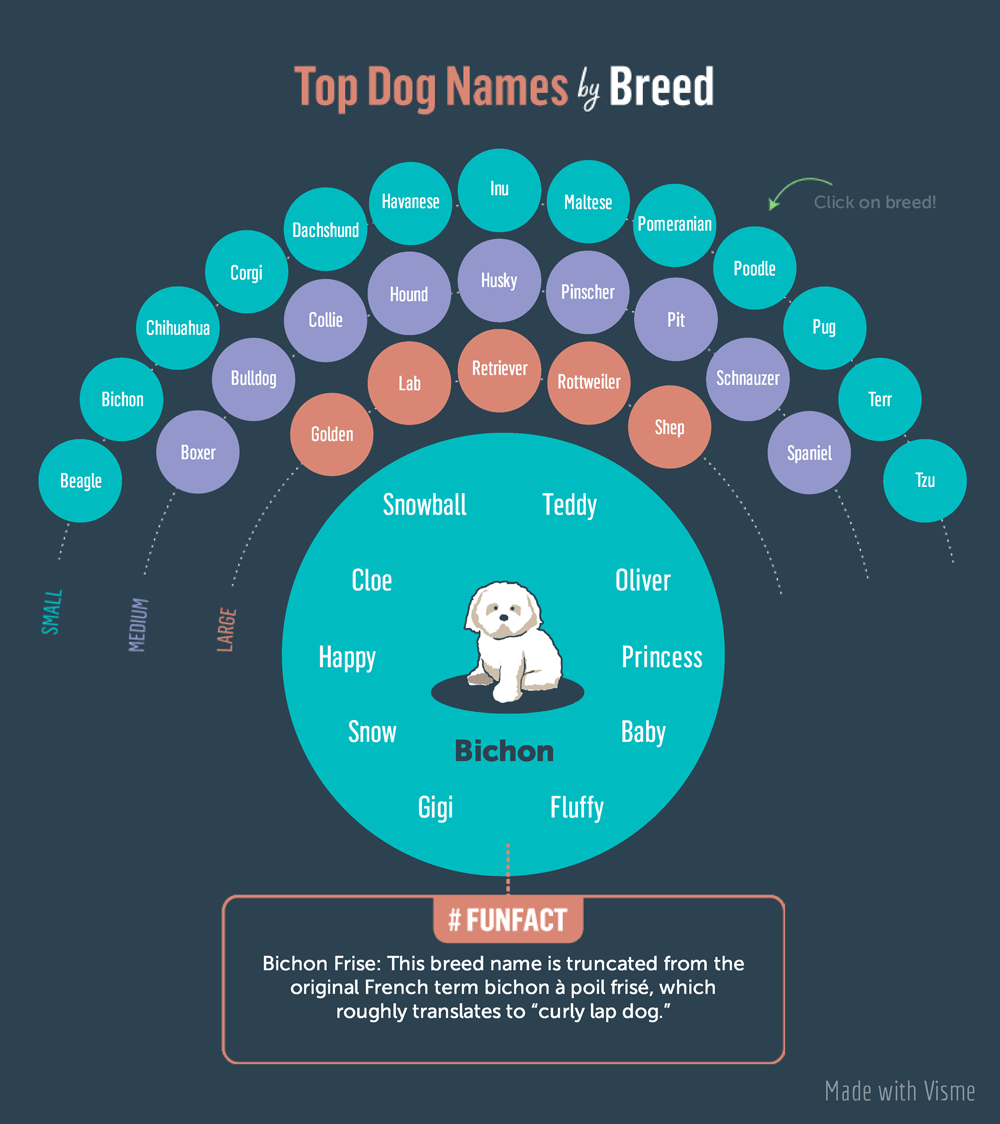 Top Dog Names by Breed
Click on breed!
Beagle
Bichon
Chihuahua
Corgi
Dachshund
Havanese
Inu
Maltese
Pomeranian
Poodle
Pug
Terr
Tzu
Boxer
Bulldog
Collie
Hound
Husky
Pinscher
Pit
Schnauzer
Spaniel
Golden
Lab
Retriever
Rottweiler
Shep
SMALL
MEDIUM
LARGE
Snowball
Teddy
Cloe
Oliver
Happy
Princess
Snow
Baby
Bichon
Gigi
Fluffy
# FUNFACT
Bichon Frise: This breed name is truncated from the
original French term bichon à poil frisé, which
roughly translates to “curly lap dog.”
Made with Visme